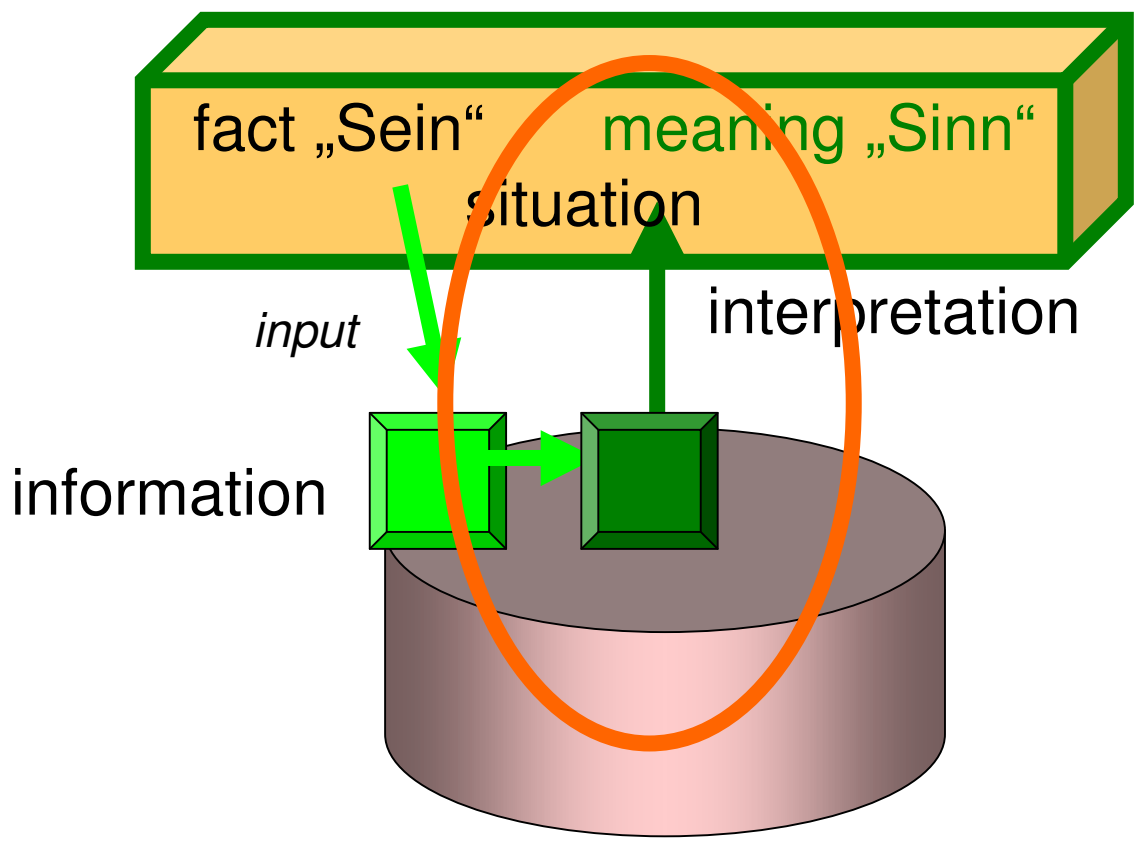 fact „Sein“ meaning „Sinn“
situation
interpretation
input
information